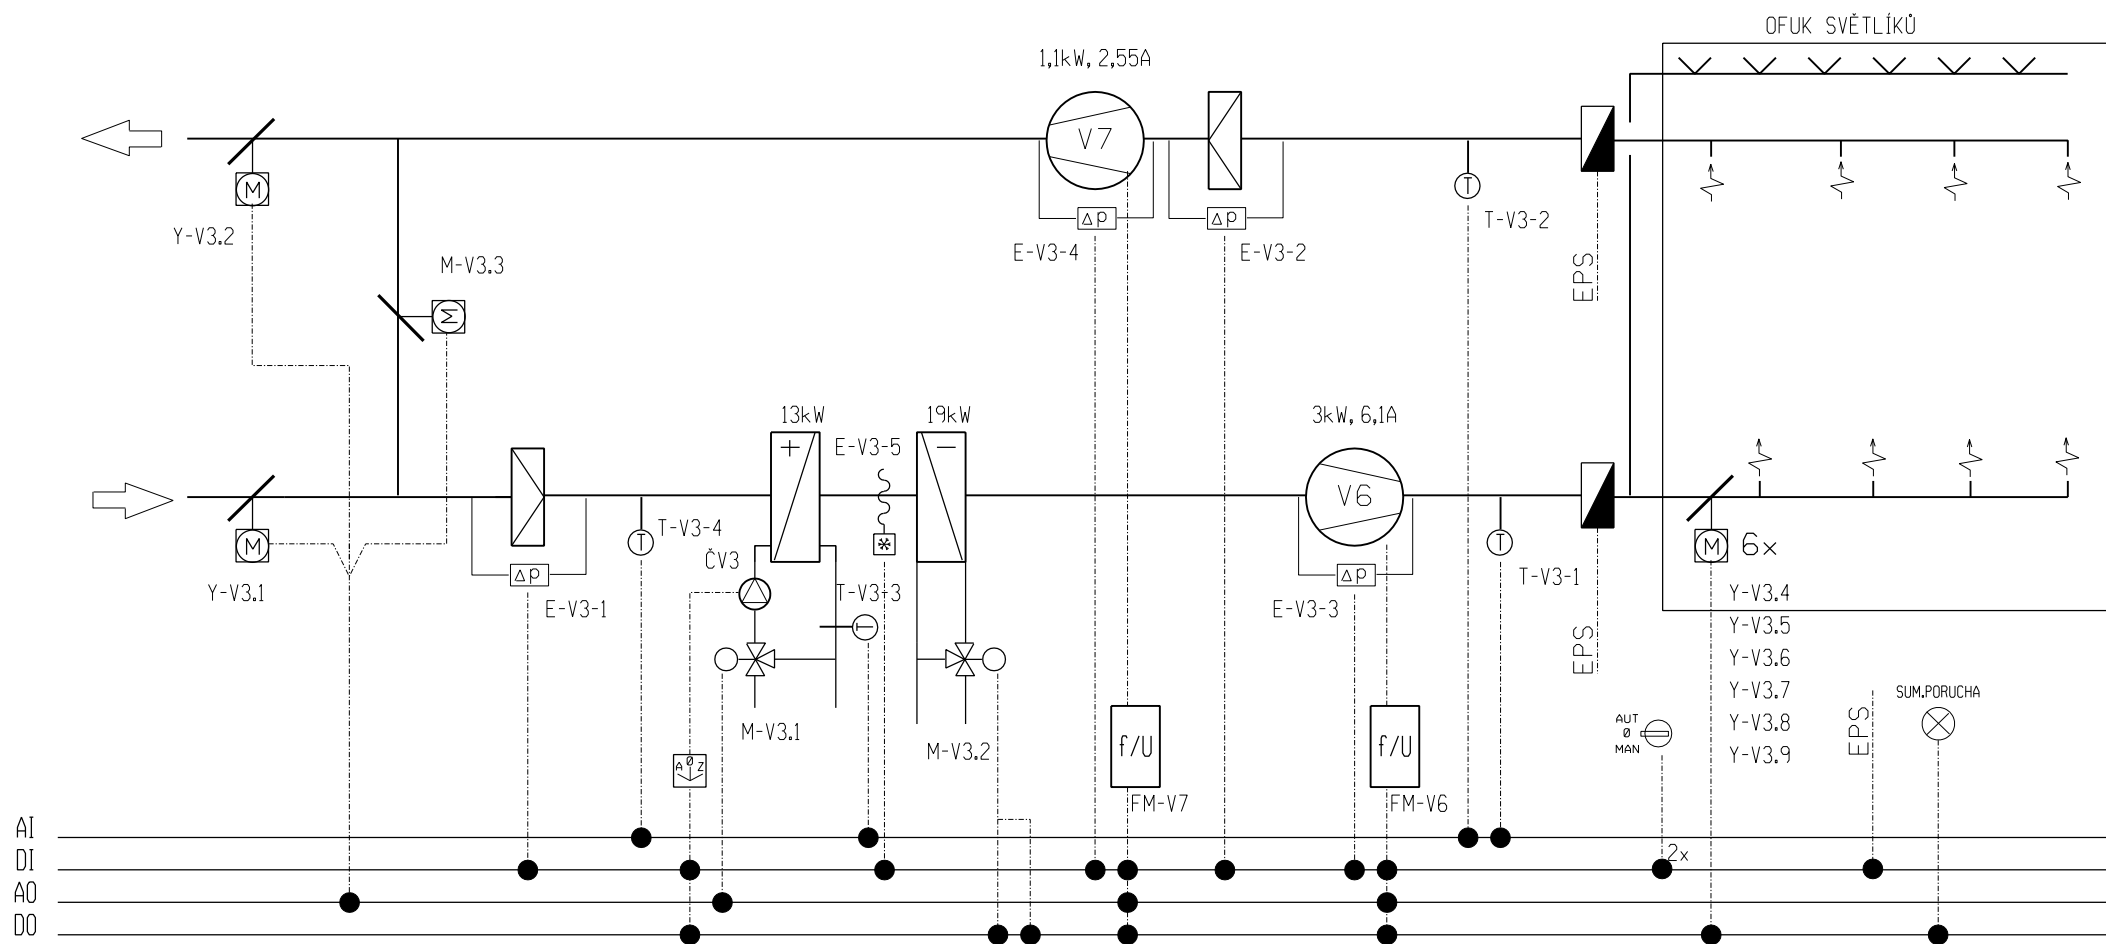 OFUK SVĚTLÍKŮ
1,1kW, 2,55A
V7
M
Y-V3.2
Δp
E-V3-4
Δp
E-V3-2
T
T-V3-2
EPS
M-V3.3
M
13kW
19kW
3kW, 6,1A
+
E-V3-5
−
V6
M
Y-V3.1
Δp
E-V3-1
T
T-V3-4
ČV3
T-V3-3
T
Δp
E-V3-3
T
T-V3-1
EPS
M
6x
Y-V3.4
Y-V3.5
Y-V3.6
Y-V3.7
Y-V3.8
Y-V3.9
SUM.PORUCHA
M-V3.1
M-V3.2
A Ø Z
f/U
FM-V7
f/U
FM-V6
AUT
Ø
MAN
EPS
2x
AI
DI
AO
DO